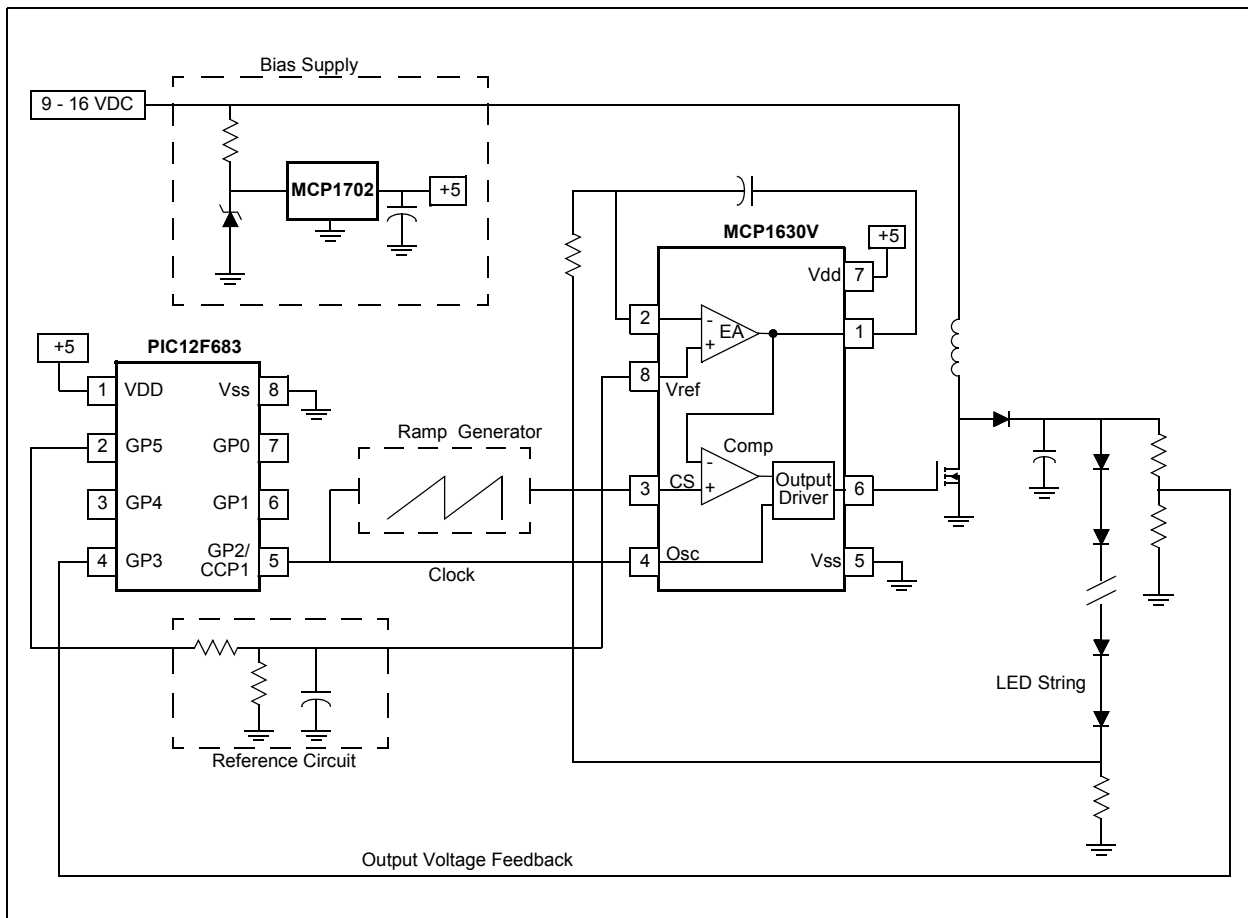 Bias Supply
9 - 16 VDC
MCP1702
+5
MCP1630V
+5
Vdd
7
2
-
EA
+
1
8
Vref
+5
PIC12F683
1
VDD
Vss
8
2
GP5
GP0
7
3
GP4
GP1
6
4
GP3
GP2/
CCP1
5
Ramp Generator
Comp
-
3
CS
+
Output
Driver
6
4
Osc
Clock
Vss
5
LED String
Reference Circuit
Output Voltage Feedback